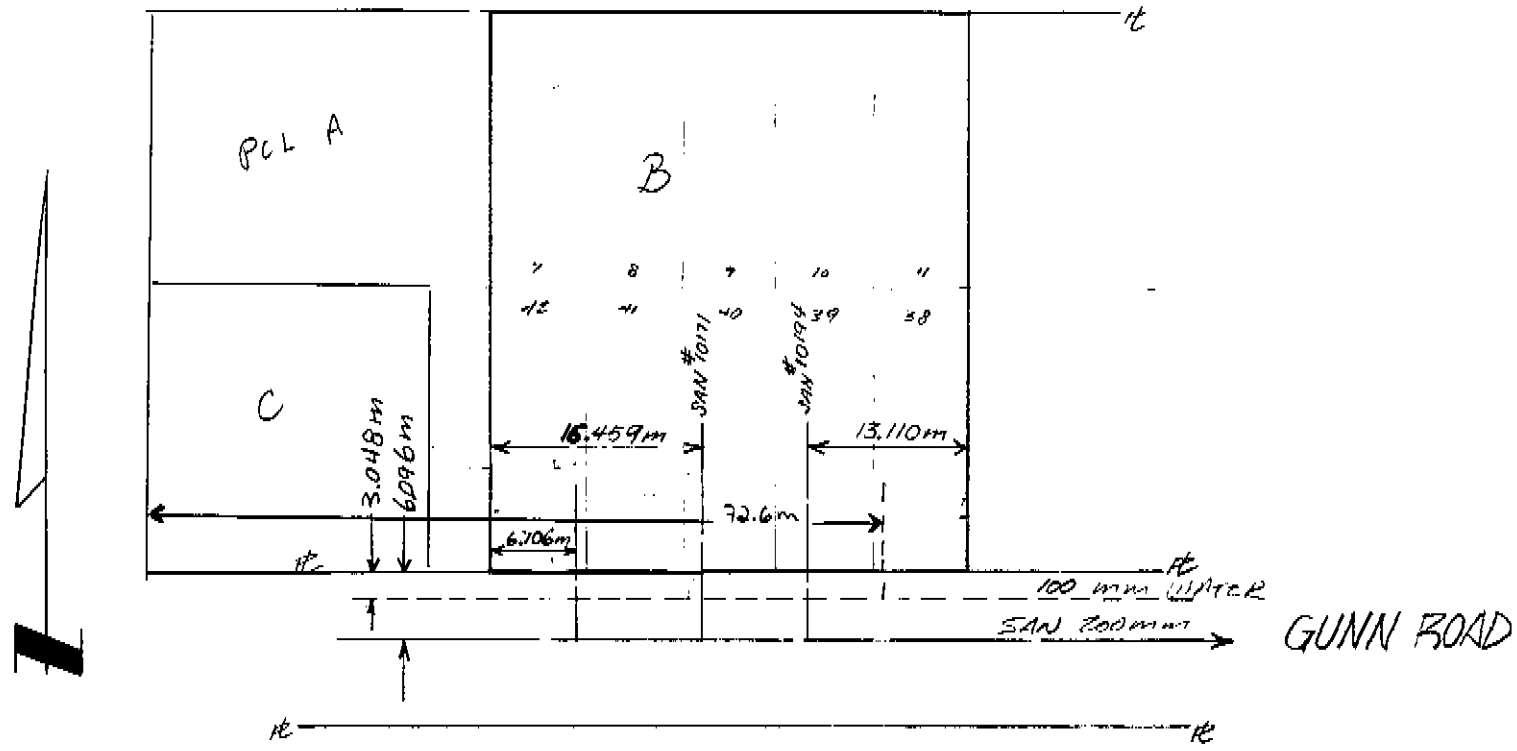 PCL A
B
7 8 9 10 11
42 41 40 39 38
SAN #10171
SAN #10194
C
3.048m
6.096m
16.459m
13.110m
72.6m
6.706m
100 mm WATER
SAN 200mm
GUNN ROAD